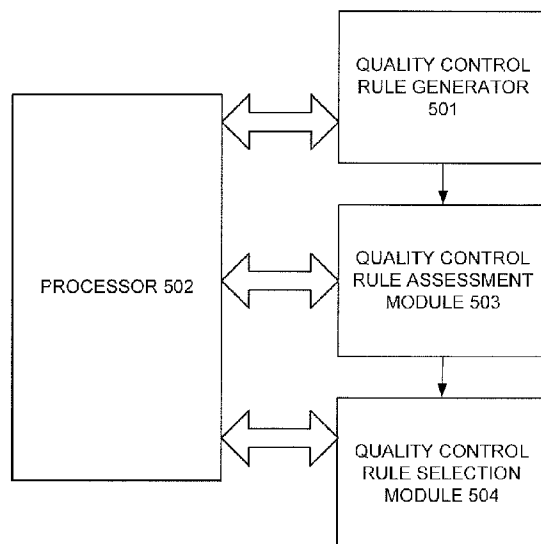 QUALITY CONTROL
RULE GENERATOR
501
PROCESSOR 502
QUALITY CONTROL
RULE ASSESSMENT
MODULE 503
QUALITY CONTROL
RULE SELECTION
MODULE 504